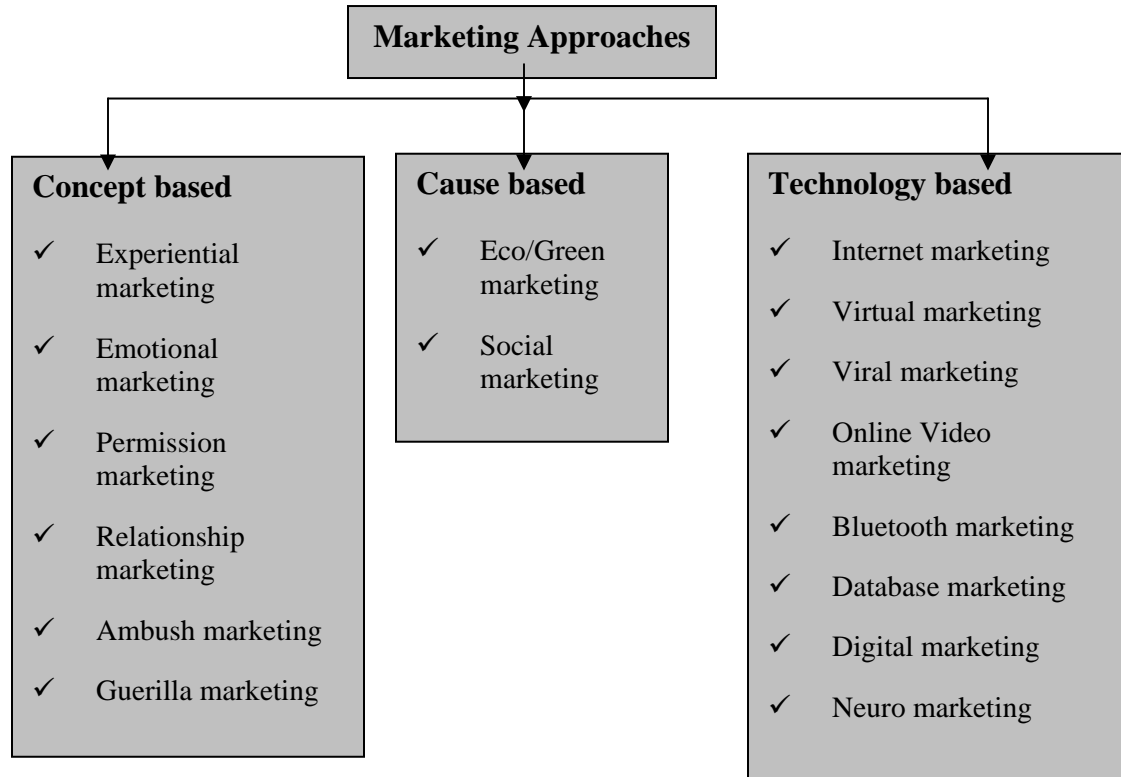 Marketing Approaches
Concept based
✓ Experiential
marketing
✓ Emotional
marketing
✓ Permission
marketing
✓ Relationship
marketing
✓ Ambush marketing
✓ Guerilla marketing
Cause based
✓ Eco/Green
marketing
✓ Social
marketing
Technology based
✓ Internet marketing
✓ Virtual marketing
✓ Viral marketing
✓ Online Video
marketing
✓ Bluetooth marketing
✓ Database marketing
✓ Digital marketing
✓ Neuro marketing